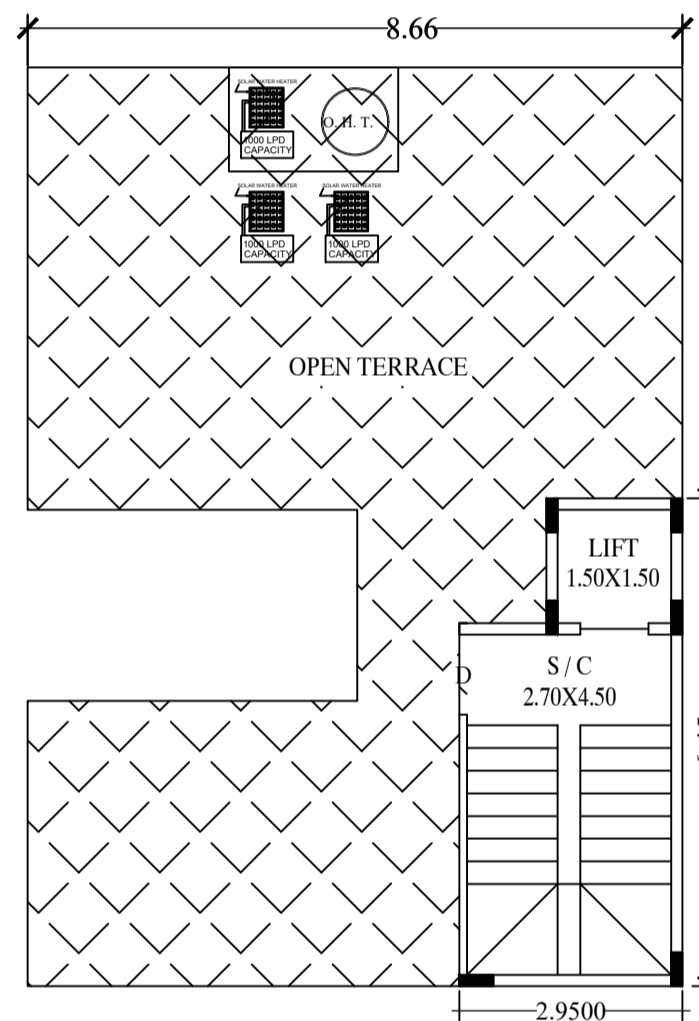 8.66
SOLAR WATER HEATER
1000 LPD
CAPACITY
O. H. T.
SOLAR WATER HEATER
1000 LPD
CAPACITY
SOLAR WATER HEATER
1000 LPD
CAPACITY
OPEN TERRACE
LIFT
1.50X1.50
S / C
2.70X4.50
D
2.9500